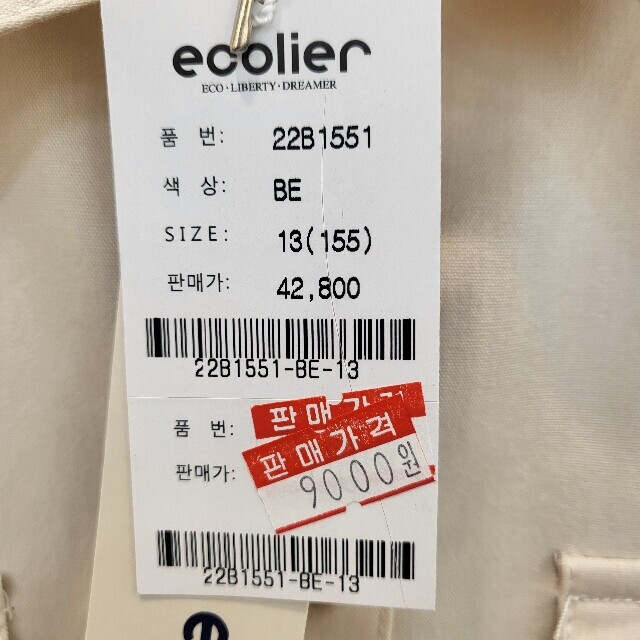 ecolier
ECO·LIBERTY·DREAMER
품 번: 22B1551
색 상: BE
SIZE: 13(155)
판매가: 42,800
22B1551-BE-13
판매가격
품 번:
판매가격
판매가: 9000원
22B1551-BE-13
e